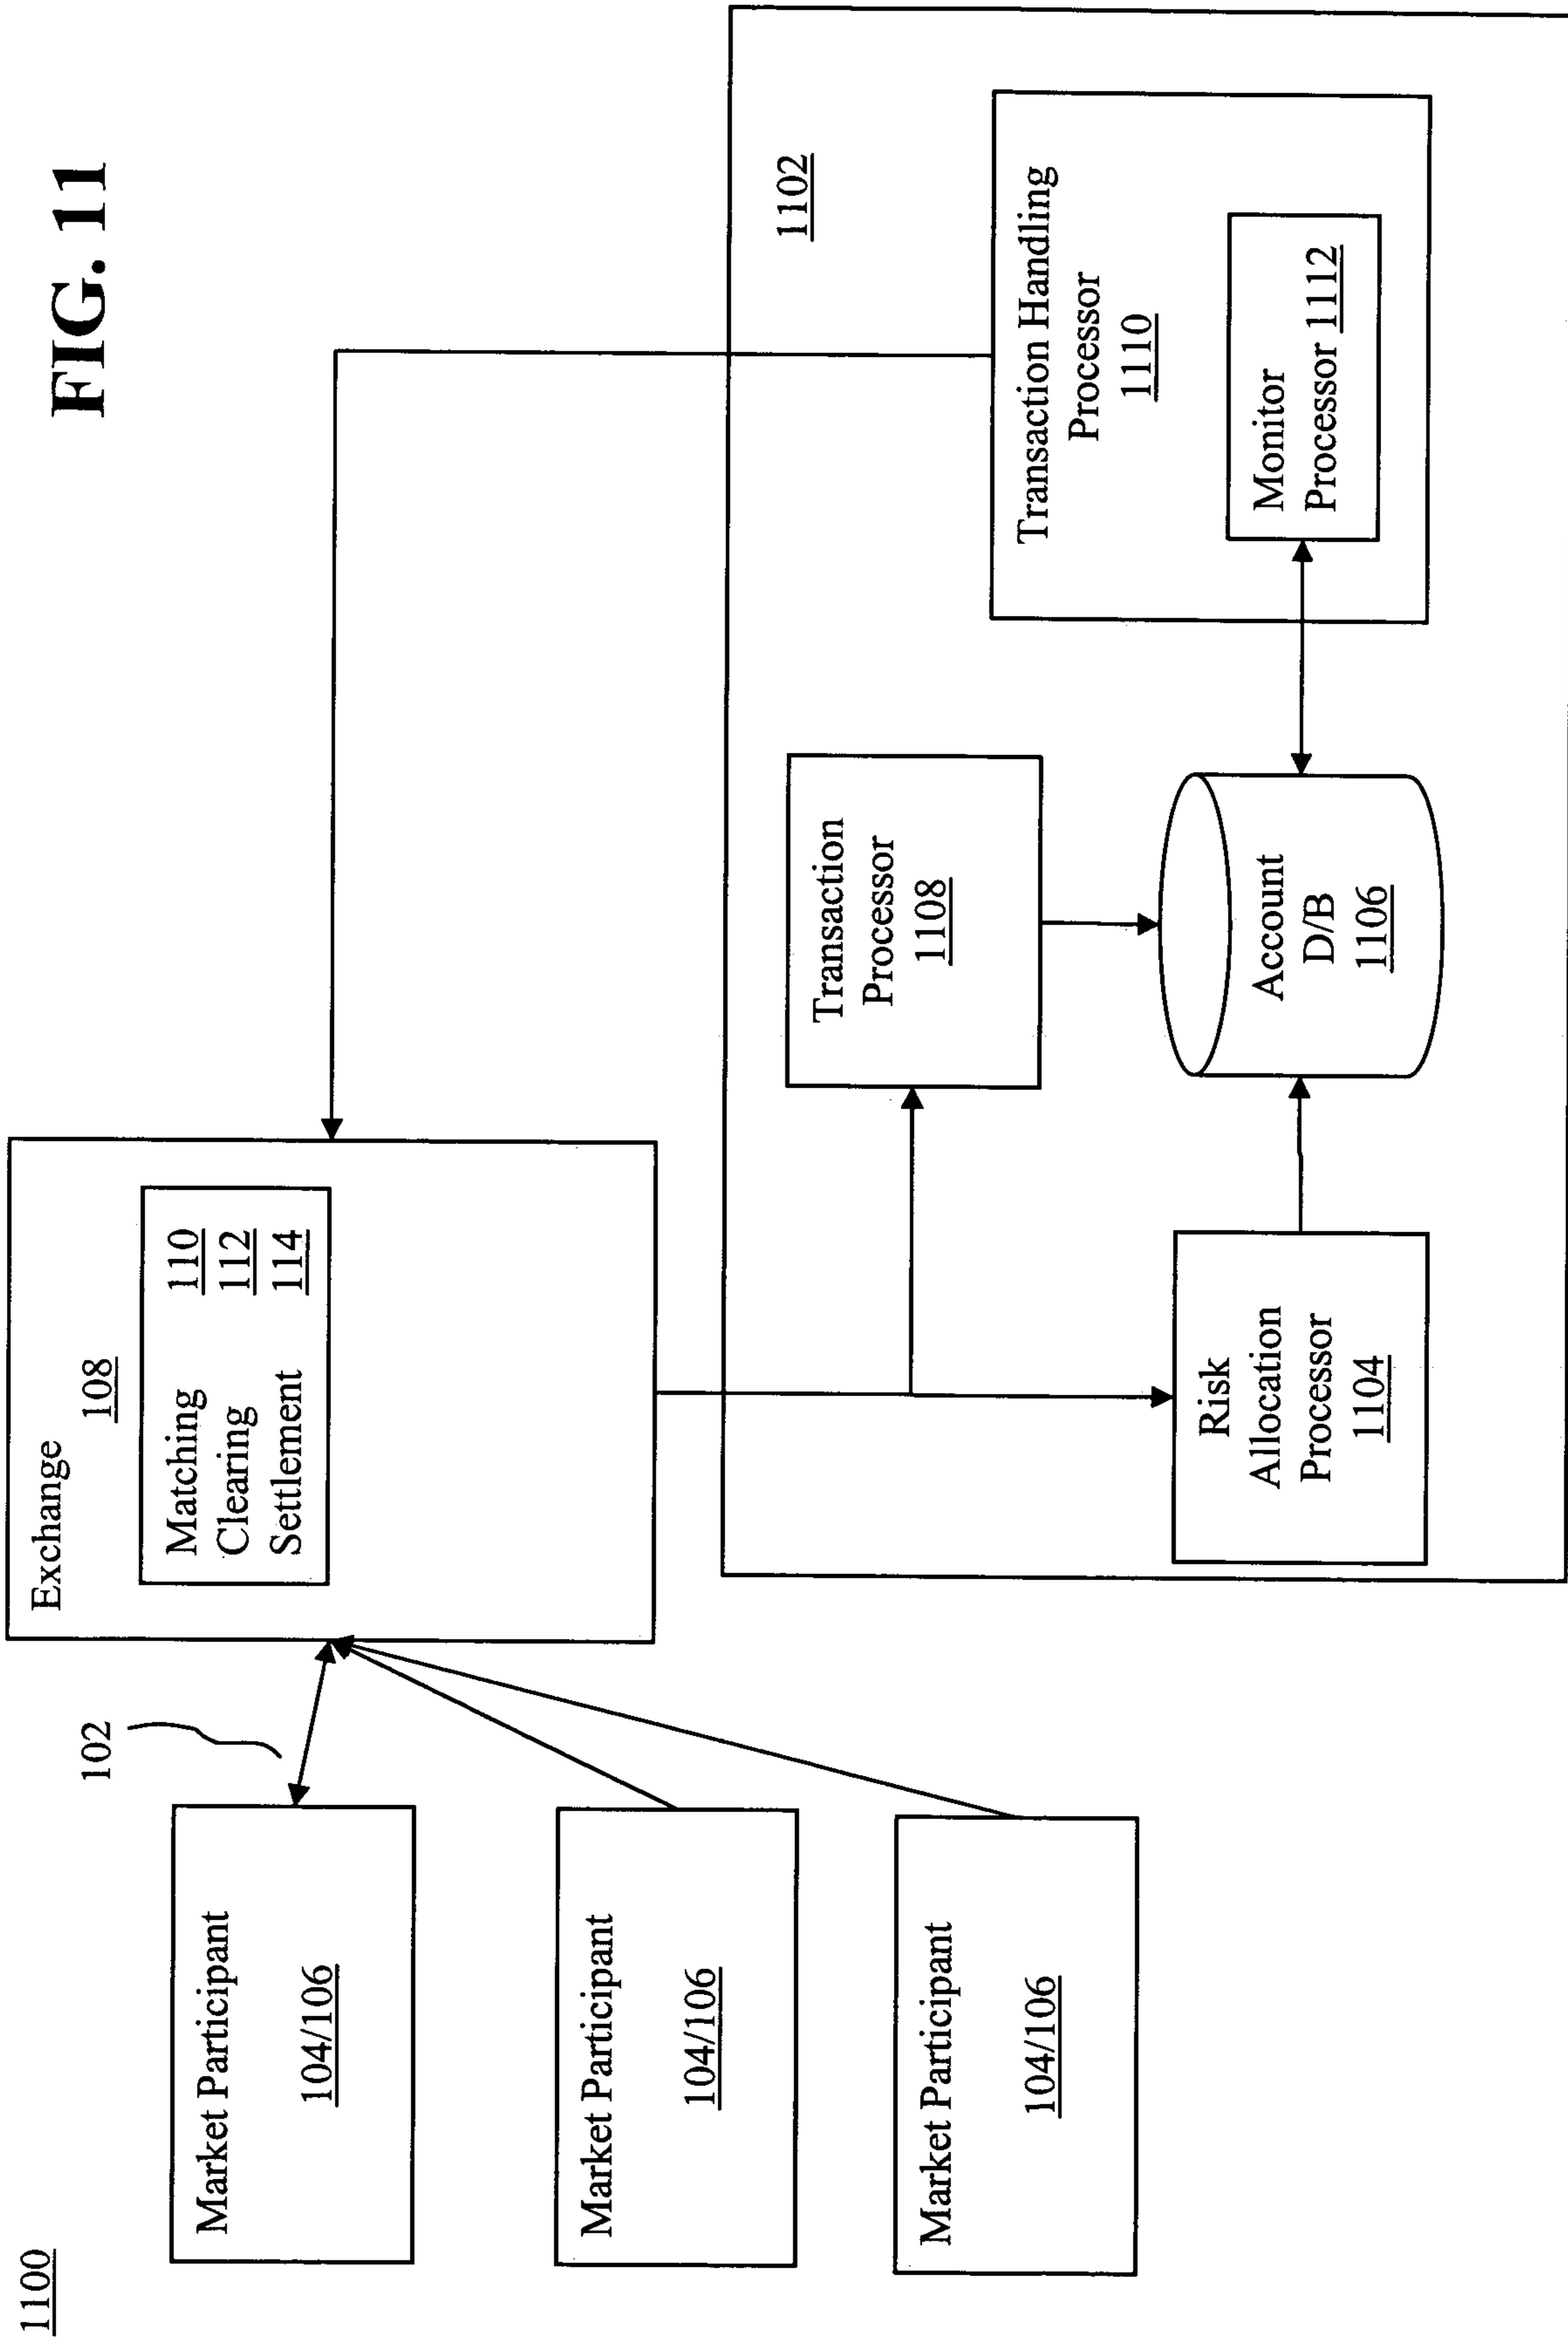 FIG. 11
1100
Exchange
108
Matching 110
Clearing 112
Settlement 114
102
Market Participant
104/106
Market Participant
104/106
Market Participant
104/106
1102
Transaction
Processor
1108
Transaction Handling
Processor
1110
Monitor
Processor 1112
Risk
Allocation
Processor
1104
Account
D/B
1106